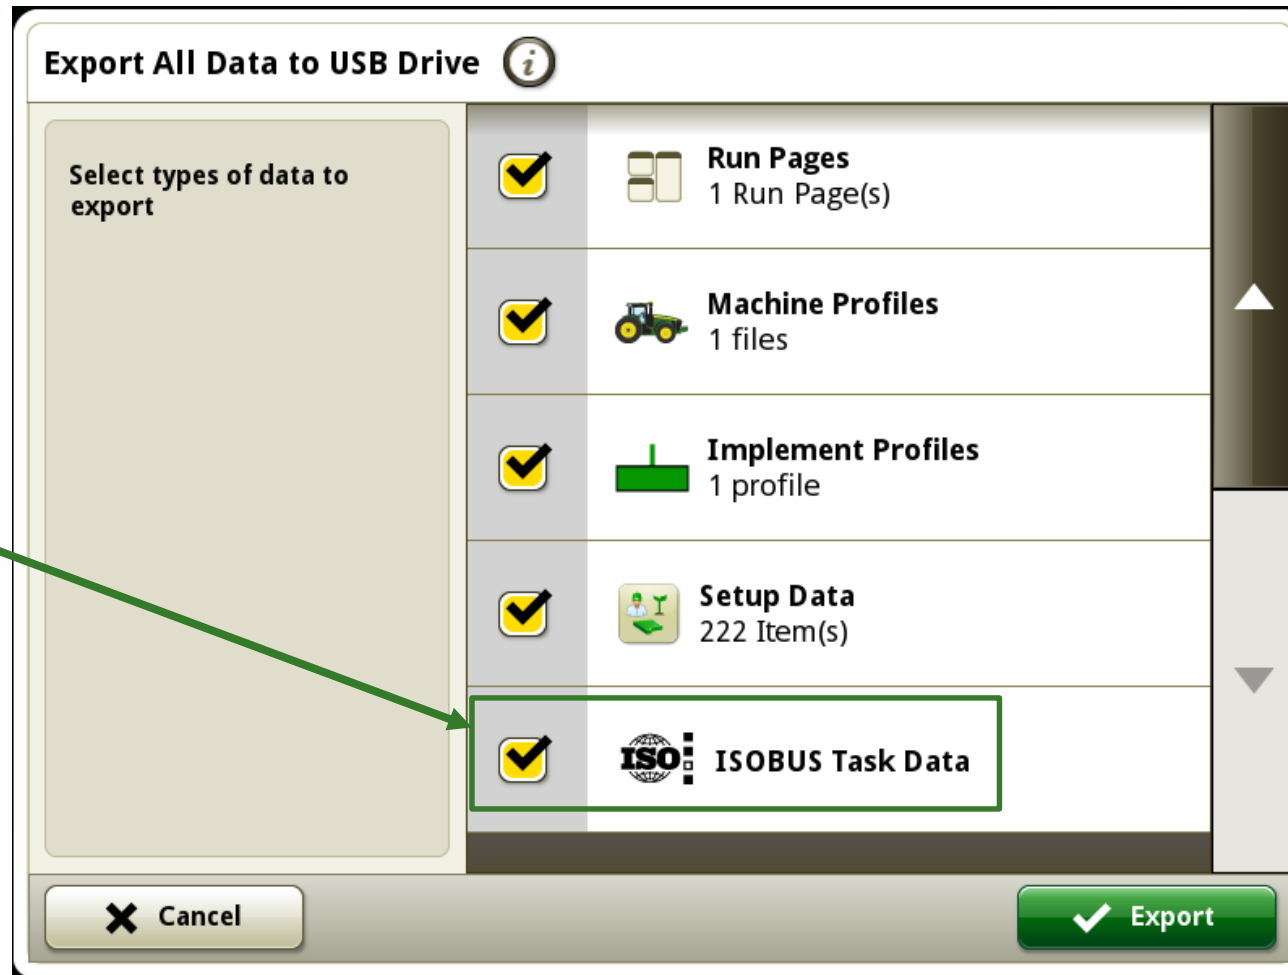 Export All Data to USB Drive i
Select types of data to
export
Run Pages
1 Run Page(s)
Machine Profiles
1 files
Implement Profiles
1 profile
Setup Data
222 Item(s)
ISO ISOBUS Task Data
Cancel
Export